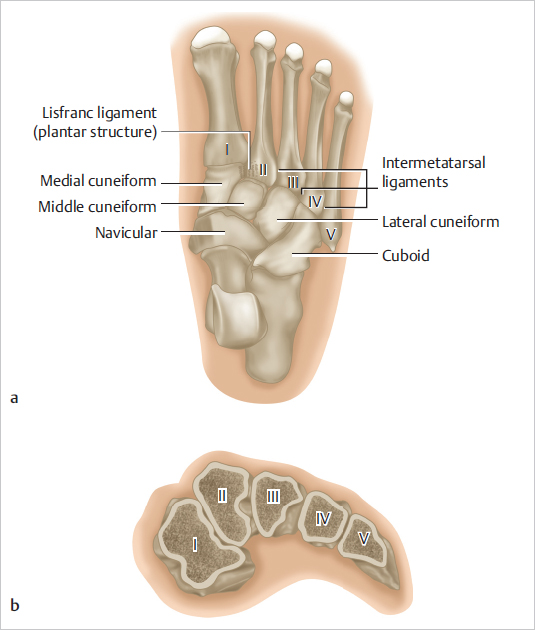 Lisfranc ligament
(plantar structure)
Medial cuneiform
Middle cuneiform
Navicular
I
II
III
IV
V
Intermetatarsal
ligaments
Lateral cuneiform
Cuboid
a
I
II
III
IV
V
b